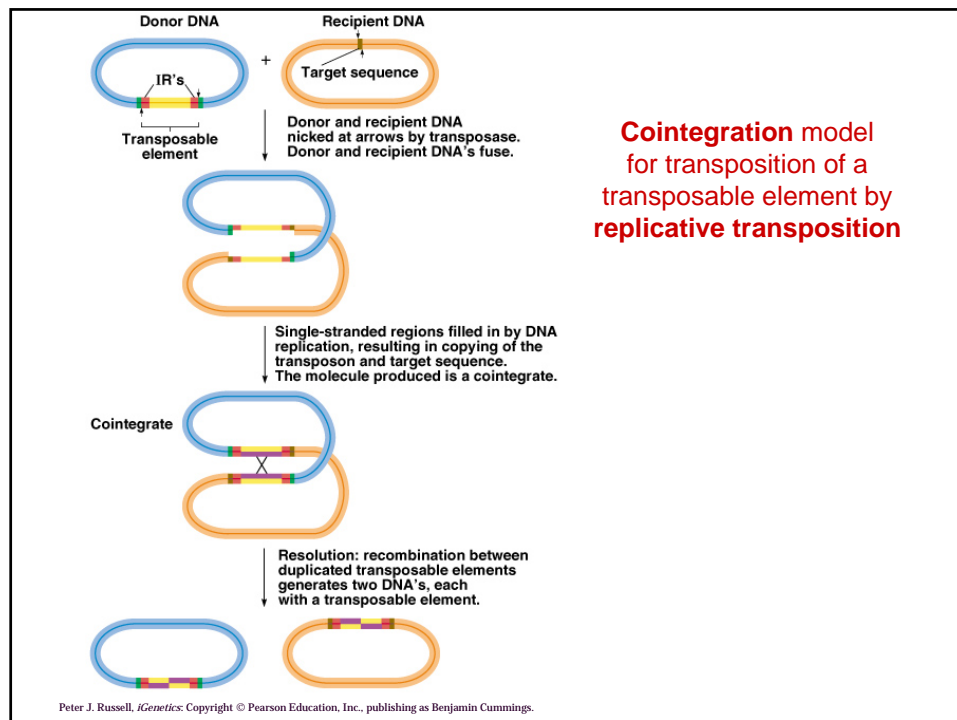 Donor DNA
Recipient DNA
+
IR's
Target sequence
Transposable
element
Donor and recipient DNA
nicked at arrows by transposase.
Donor and recipient DNA's fuse.
Cointegration model
for transposition of a
transposable element by
replicative transposition
Single-stranded regions filled in by DNA
replication, resulting in copying of the
transposon and target sequence.
The molecule produced is a cointegrate.
Cointegrate
Resolution: recombination between
duplicated transposable elements
generates two DNA's, each
with a transposable element.
Peter J. Russell, iGenetics: Copyright © Pearson Education, Inc., publishing as Benjamin Cummings.